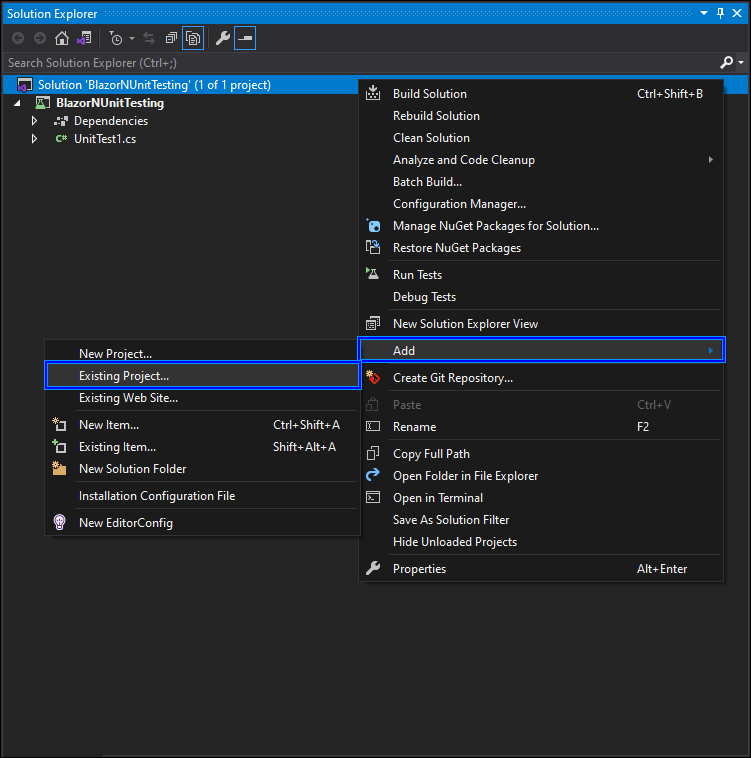 Solution Explorer
Search Solution Explorer (Ctrl+;)
Solution 'BlazorNUnitTesting' (1 of 1 project)
BlazorNUnitTesting
Dependencies
C# UnitTest1.cs
Build Solution Ctrl+Shift+B
Rebuild Solution
Clean Solution
Analyze and Code Cleanup
Batch Build...
Configuration Manager...
Manage NuGet Packages for Solution...
Restore NuGet Packages
Run Tests
Debug Tests
New Solution Explorer View
Add
Create Git Repository...
Paste Ctrl+V
Rename F2
Copy Full Path
Open Folder in File Explorer
Open in Terminal
Save As Solution Filter
Hide Unloaded Projects
Properties Alt+Enter
New Project...
Existing Project...
Existing Web Site...
New Item... Ctrl+Shift+A
Existing Item... Shift+Alt+A
New Solution Folder
Installation Configuration File
New EditorConfig